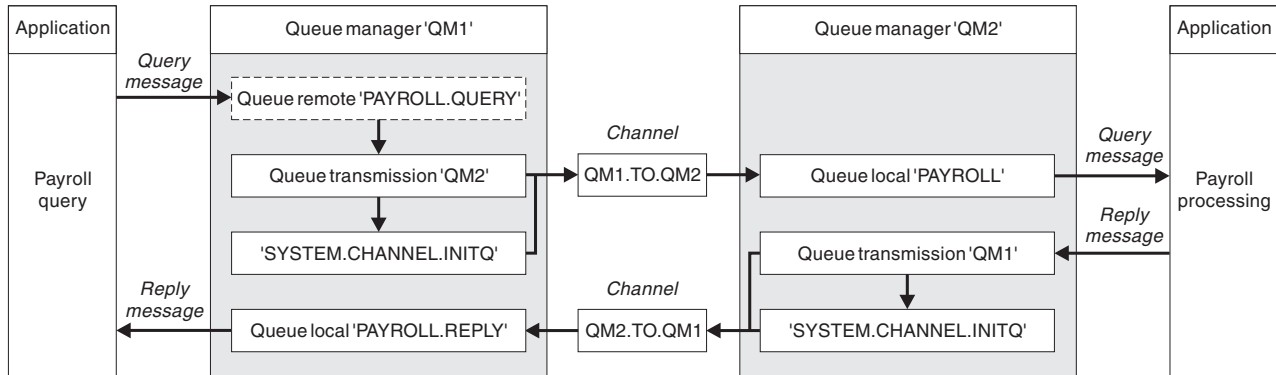 Application
Queue manager 'QM1'
Queue manager 'QM2'
Application
Query
message
Queue remote 'PAYROLL.QUERY'
Channel
Query
message
Payroll
query
Queue transmission 'QM2'
QM1.TO.QM2
Queue local 'PAYROLL'
Payroll
processing
Reply
message
'SYSTEM.CHANNEL.INITQ'
Queue transmission 'QM1'
Reply
message
Channel
Queue local 'PAYROLL.REPLY'
QM2.TO.QM1
'SYSTEM.CHANNEL.INITQ'